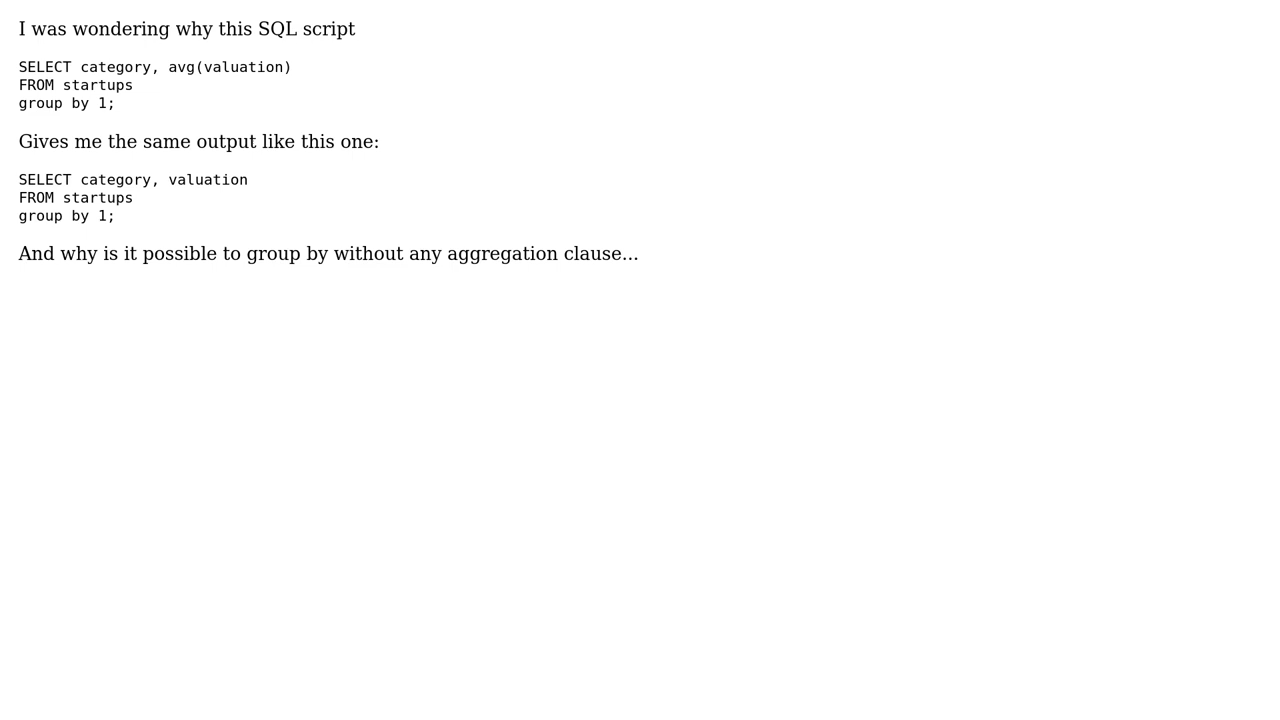 I was wondering why this SQL script
SELECT category, avg(valuation)
FROM startups
group by 1;
Gives me the same output like this one:
SELECT category, valuation
FROM startups
group by 1;
And why is it possible to group by without any aggregation clause...